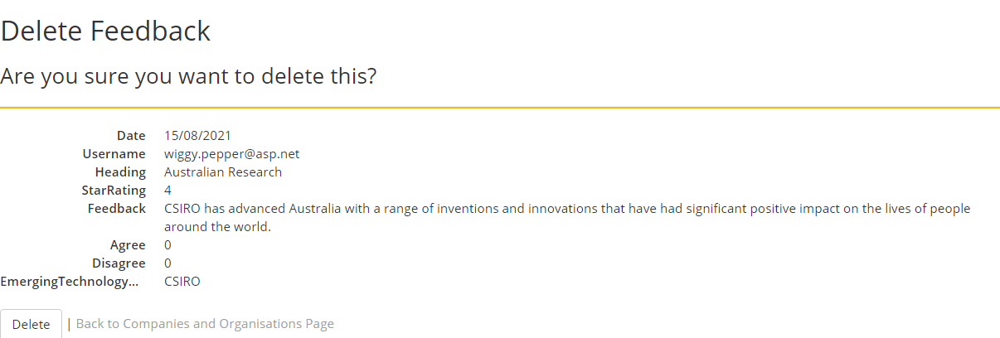 Delete Feedback
Are you sure you want to delete this?
Date 15/08/2021
Username wiggy.pepper@asp.net
Heading Australian Research
StarRating 4
Feedback CSIRO has advanced Australia with a range of inventions and innovations that have had significant positive impact on the lives of people
around the world.
Agree 0
Disagree 0
EmergingTechnology... CSIRO
Delete | Back to Companies and Organisations Page